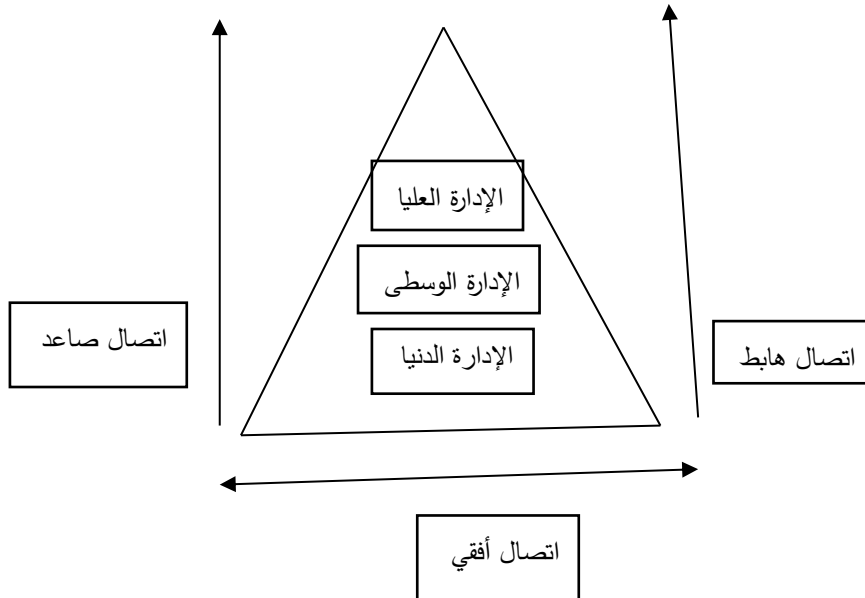 الإدارة العليا
الإدارة الوسطى
الإدارة الدنيا
اتصال صاعد
اتصال هابط
اتصال أفقي